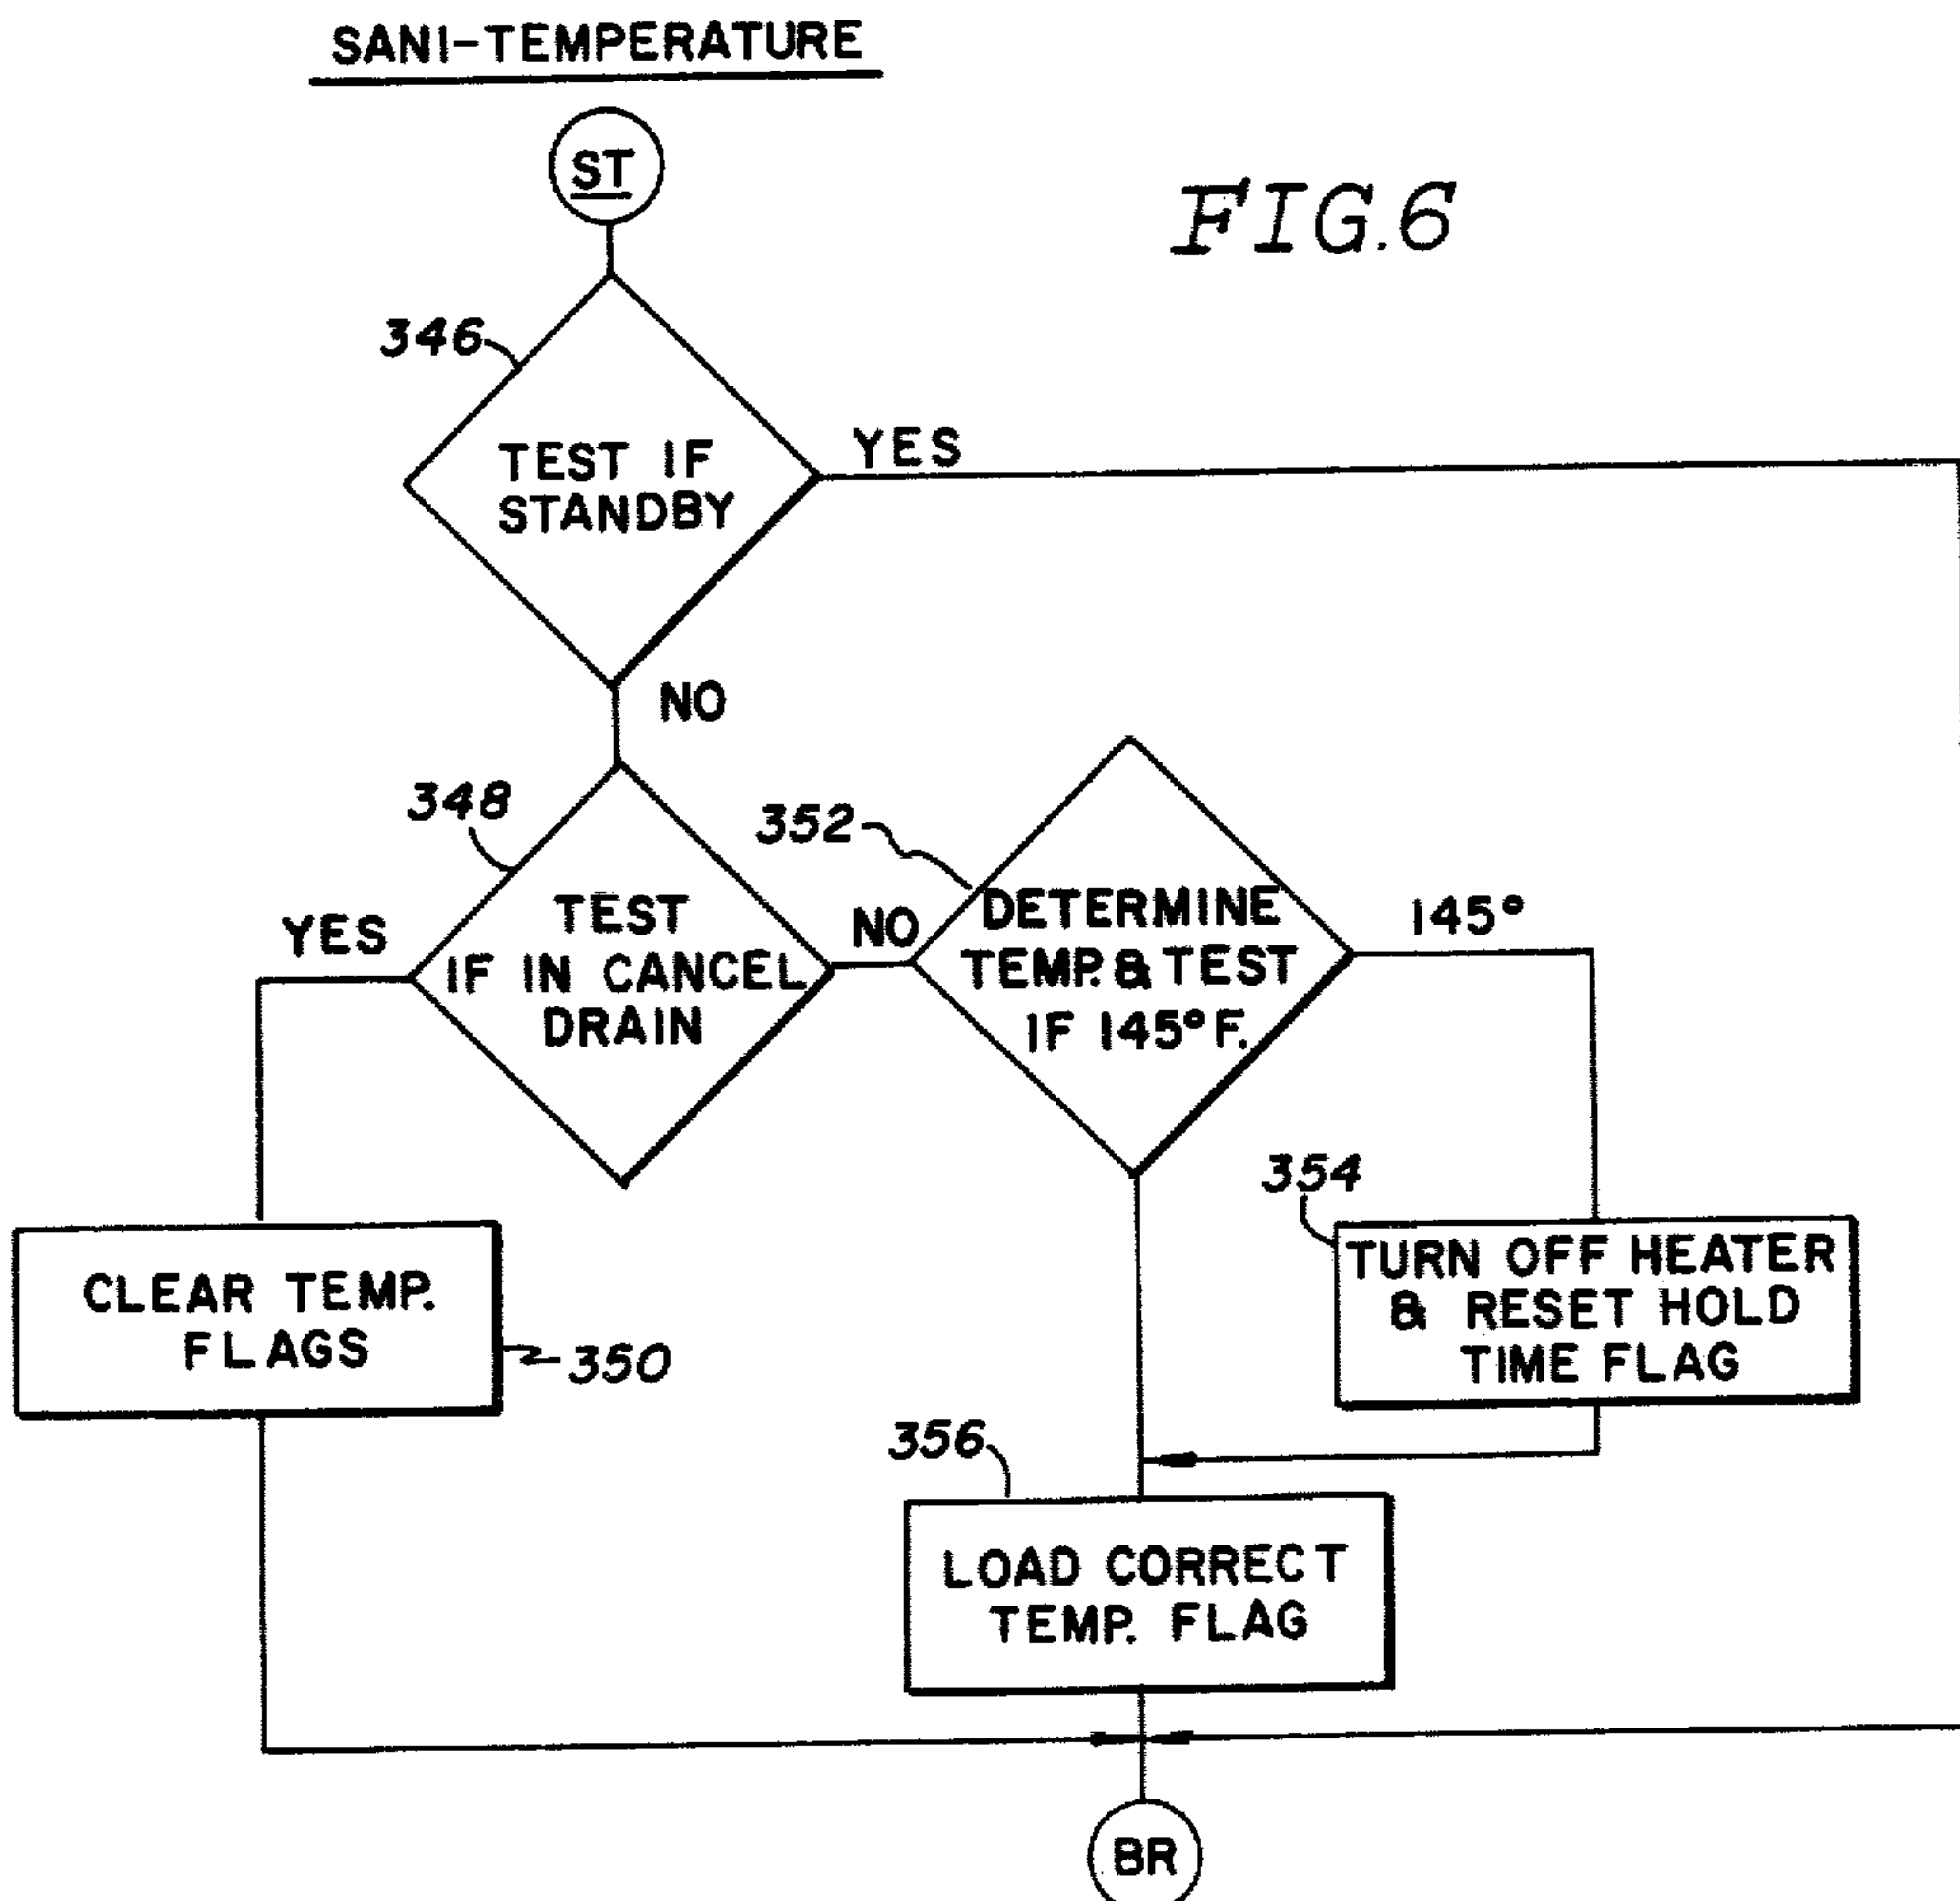 SANI-TEMPERATURE
ST
FIG.6
346
TEST IF
STANDBY
YES
NO
348
TEST
IF IN CANCEL
DRAIN
YES
NO
352
DETERMINE
TEMP. & TEST
IF 145°F.
145°
354
TURN OFF HEATER
& RESET HOLD
TIME FLAG
CLEAR TEMP.
FLAGS
350
356
LOAD CORRECT
TEMP. FLAG
BR